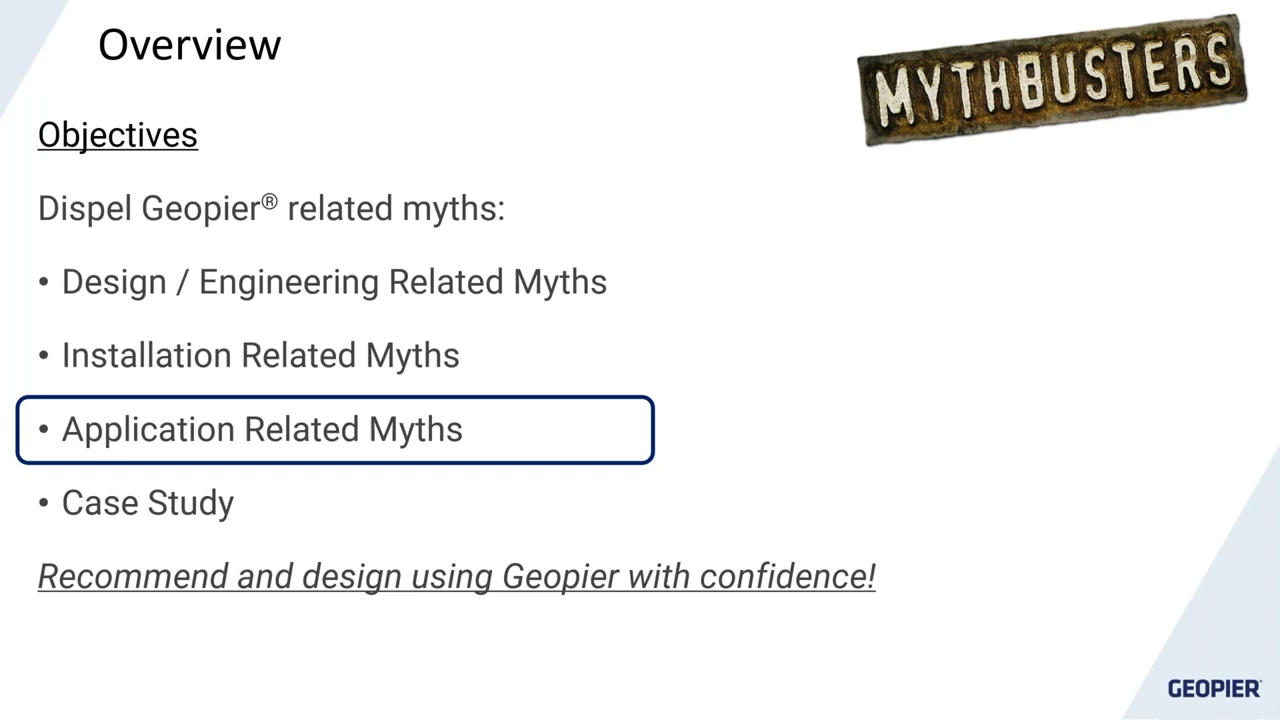 Overview
MYTHBUSTERS
Objectives
Dispel Geopier® related myths:
• Design / Engineering Related Myths
• Installation Related Myths
• Application Related Myths
• Case Study
Recommend and design using Geopier with confidence!
GEOPIER®